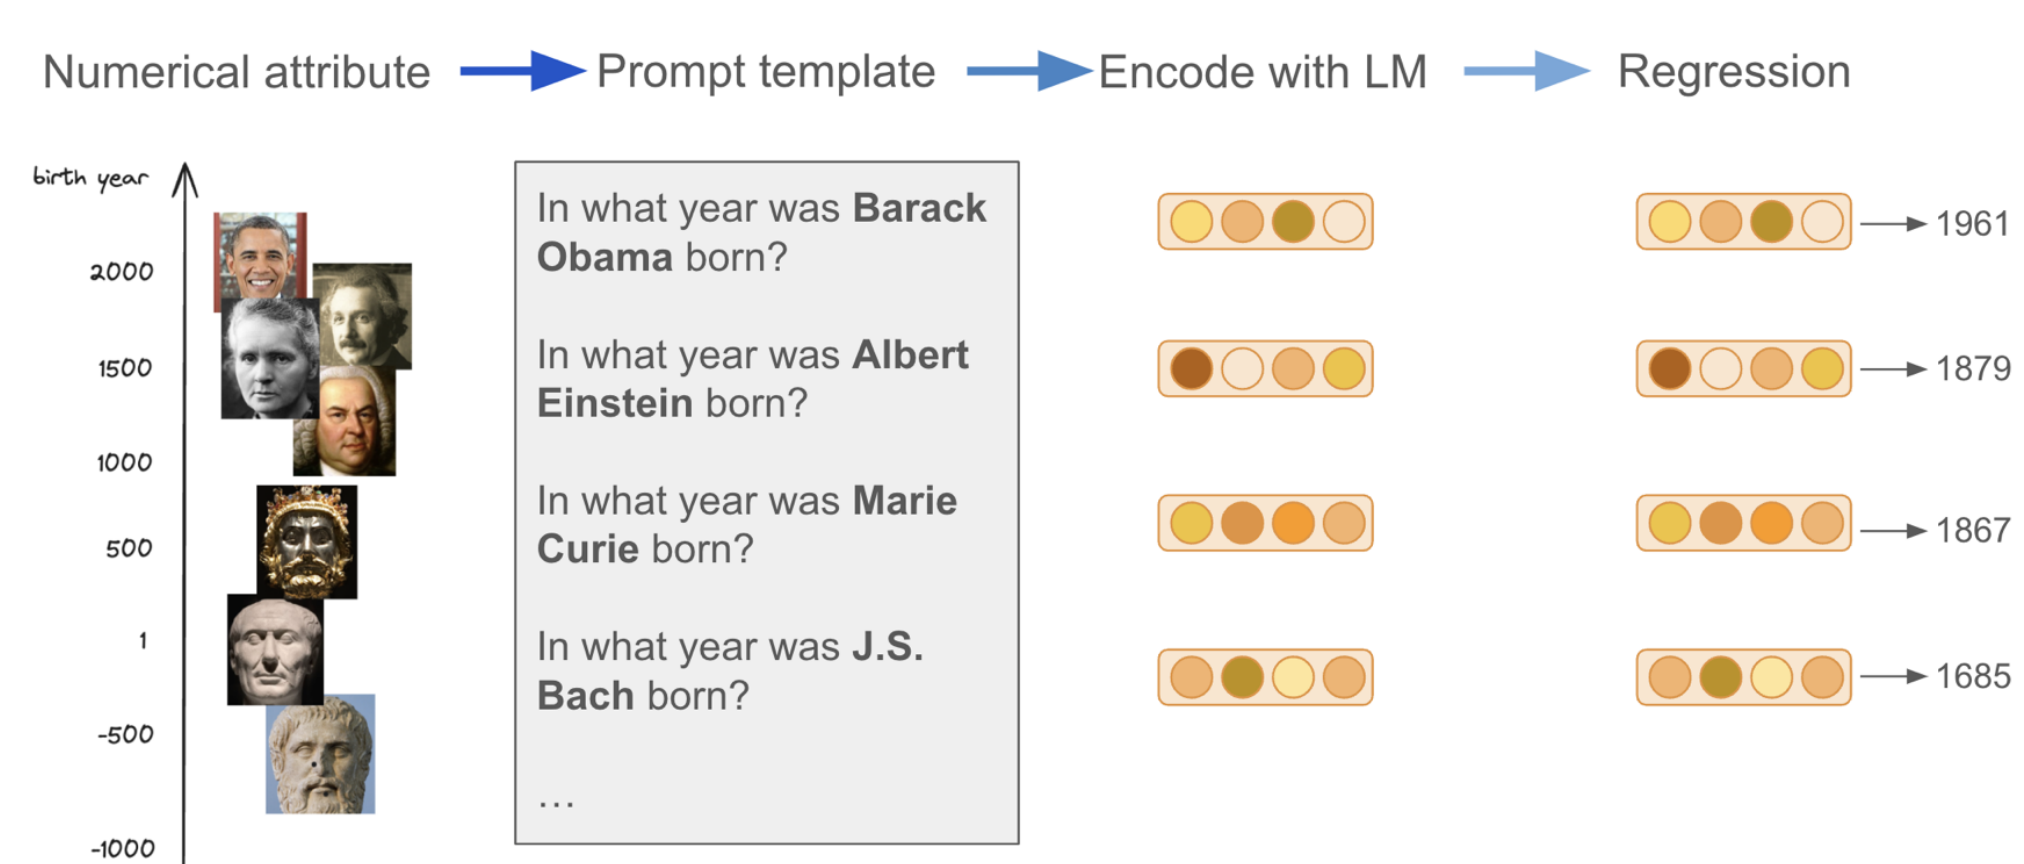 Numerical attribute
Prompt template
Encode with LM
Regression
birth year
2000
1500
1000
500
1
-500
-1000
In what year was Barack
Obama born?
In what year was Albert
Einstein born?
In what year was Marie
Curie born?
In what year was J.S.
Bach born?
...
1961
1879
1867
1685